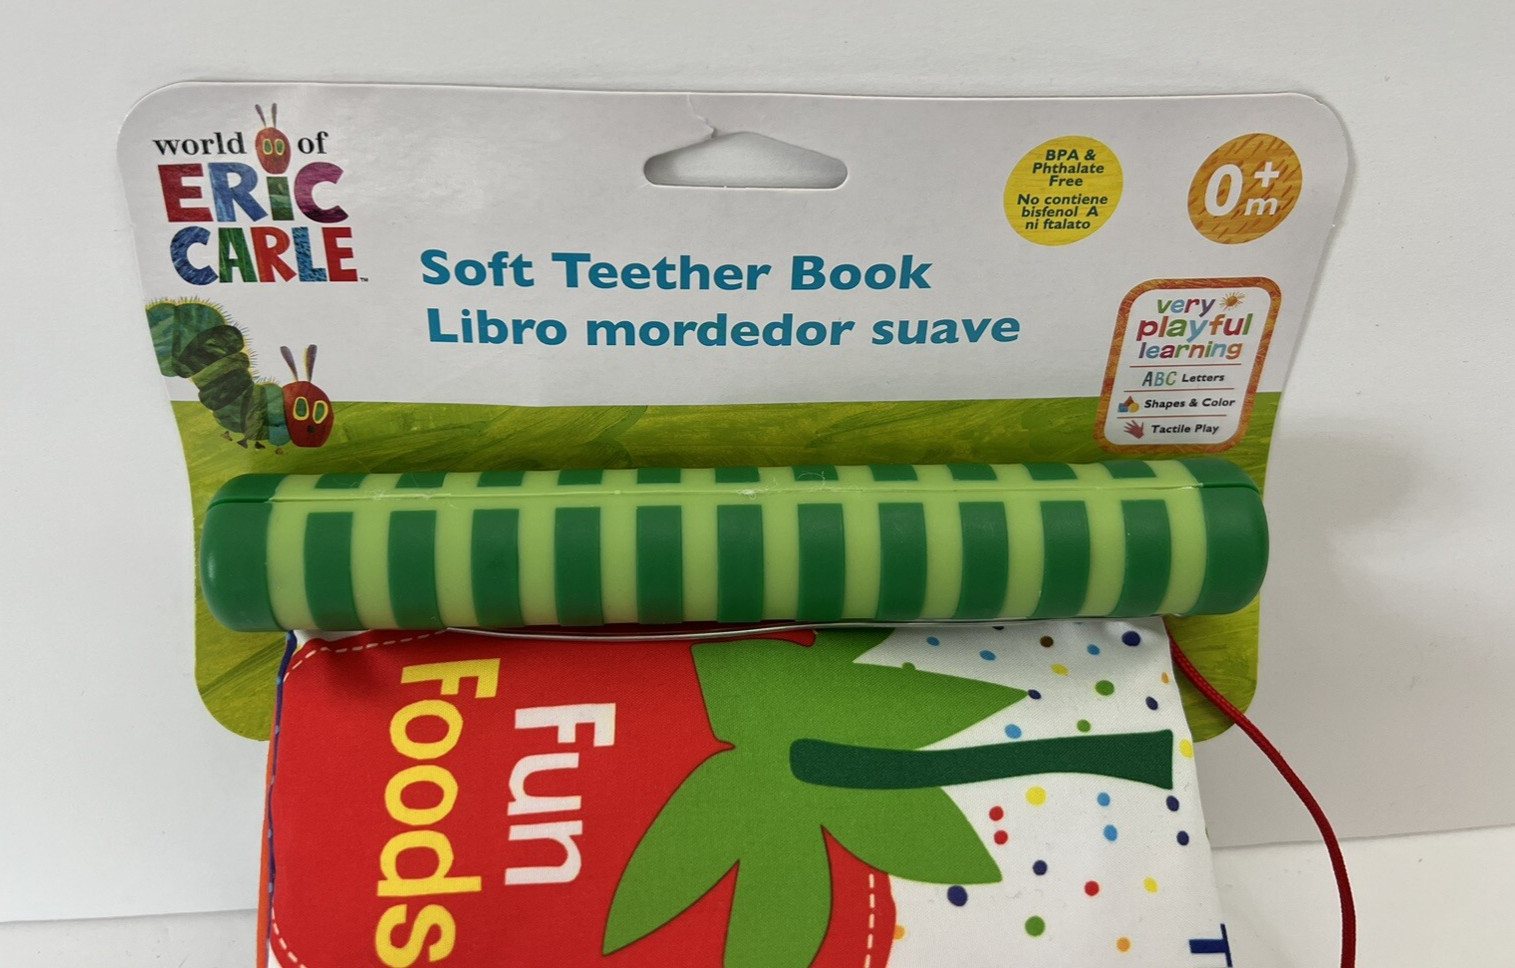 world of
ERiC
CARLE™
Soft Teether Book
Libro mordedor suave
BPA &
Phthalate
Free
No contiene
bisfenol A
ni ftalato
0+
m
very
playful
learning
ABC Letters
Shapes & Color
Tactile Play
Fun
Foods
T